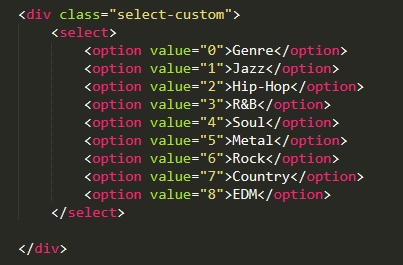 <div class="select-custom">
    <select>
        <option value="0">Genre</option>
        <option value="1">Jazz</option>
        <option value="2">Hip-Hop</option>
        <option value="3">R&B</option>
        <option value="4">Soul</option>
        <option value="5">Metal</option>
        <option value="6">Rock</option>
        <option value="7">Country</option>
        <option value="8">EDM</option>
    </select>

</div>